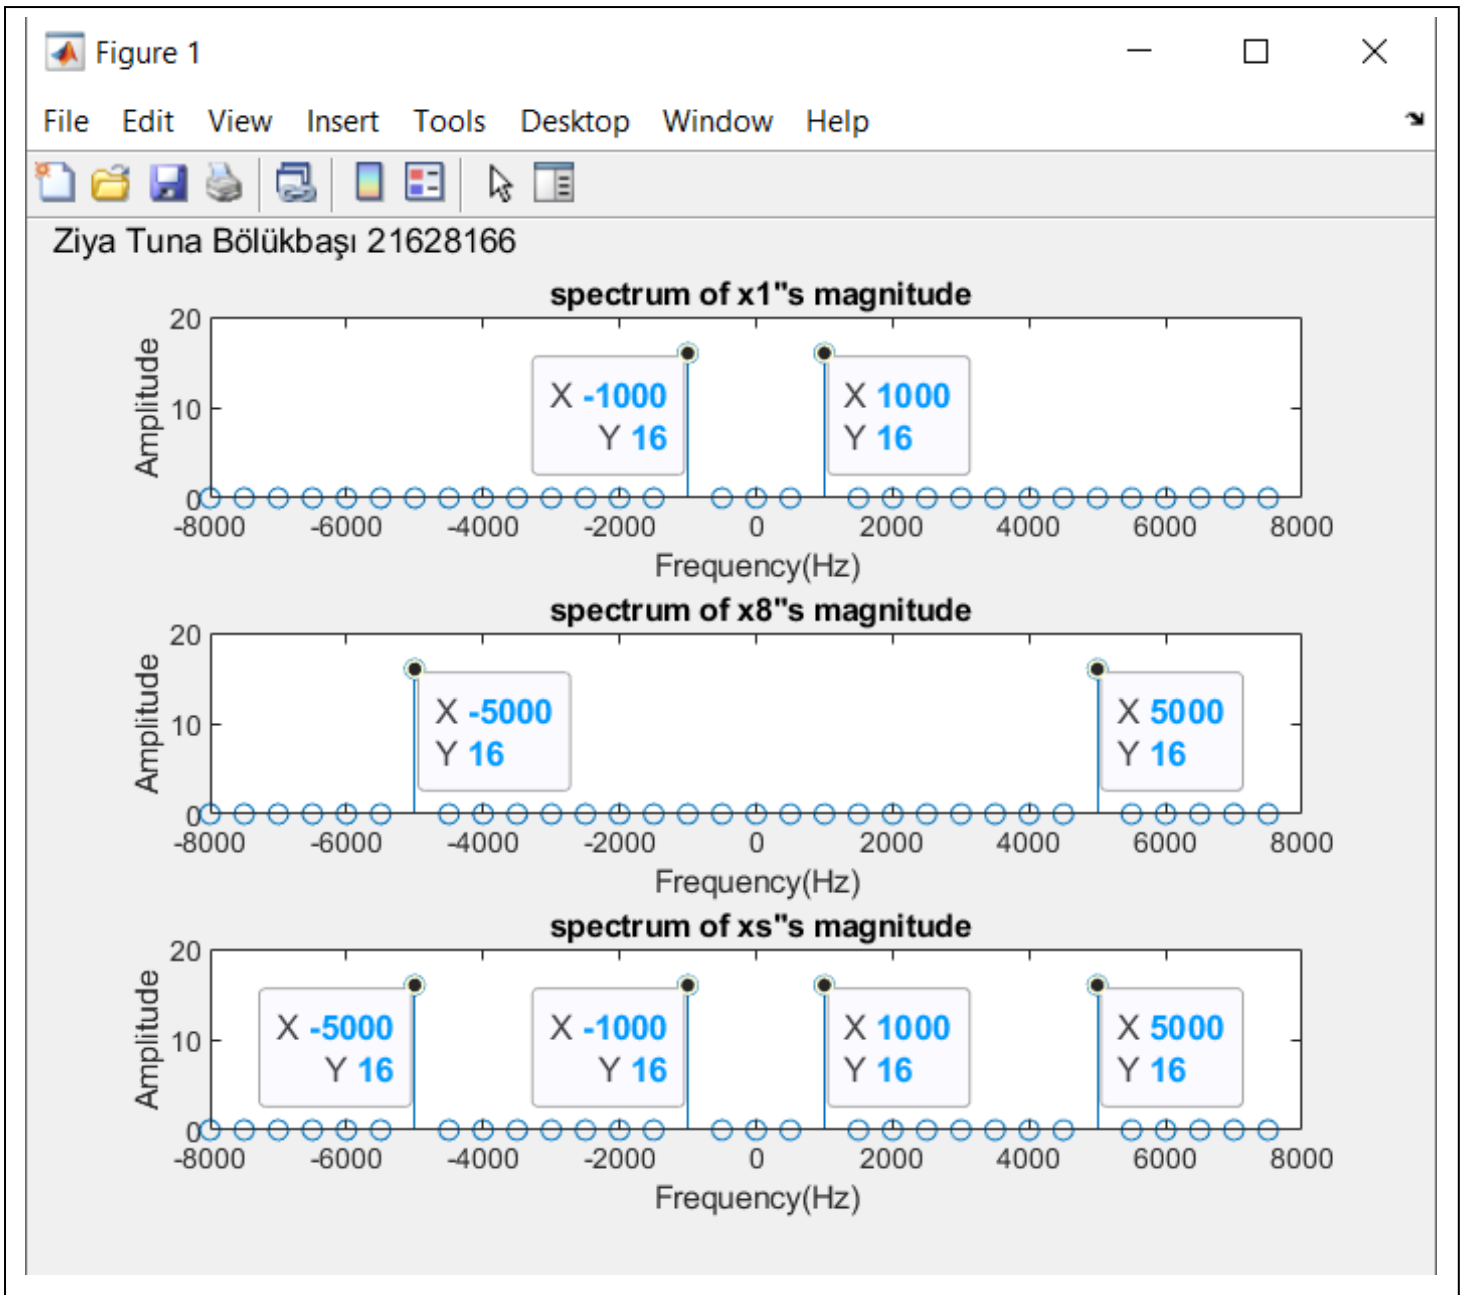 Figure 1
File Edit View Insert Tools Desktop Window Help
Ziya Tuna Bölükbaşı 21628166
spectrum of x1"s magnitude
20
10
0
Amplitude
X -1000
Y 16
X 1000
Y 16
-8000 -6000 -4000 -2000 0 2000 4000 6000 8000
Frequency(Hz)
spectrum of x8"s magnitude
20
10
0
Amplitude
X -5000
Y 16
X 5000
Y 16
-8000 -6000 -4000 -2000 0 2000 4000 6000 8000
Frequency(Hz)
spectrum of xs"s magnitude
20
10
0
Amplitude
X -5000
Y 16
X -1000
Y 16
X 1000
Y 16
X 5000
Y 16
-8000 -6000 -4000 -2000 0 2000 4000 6000 8000
Frequency(Hz)